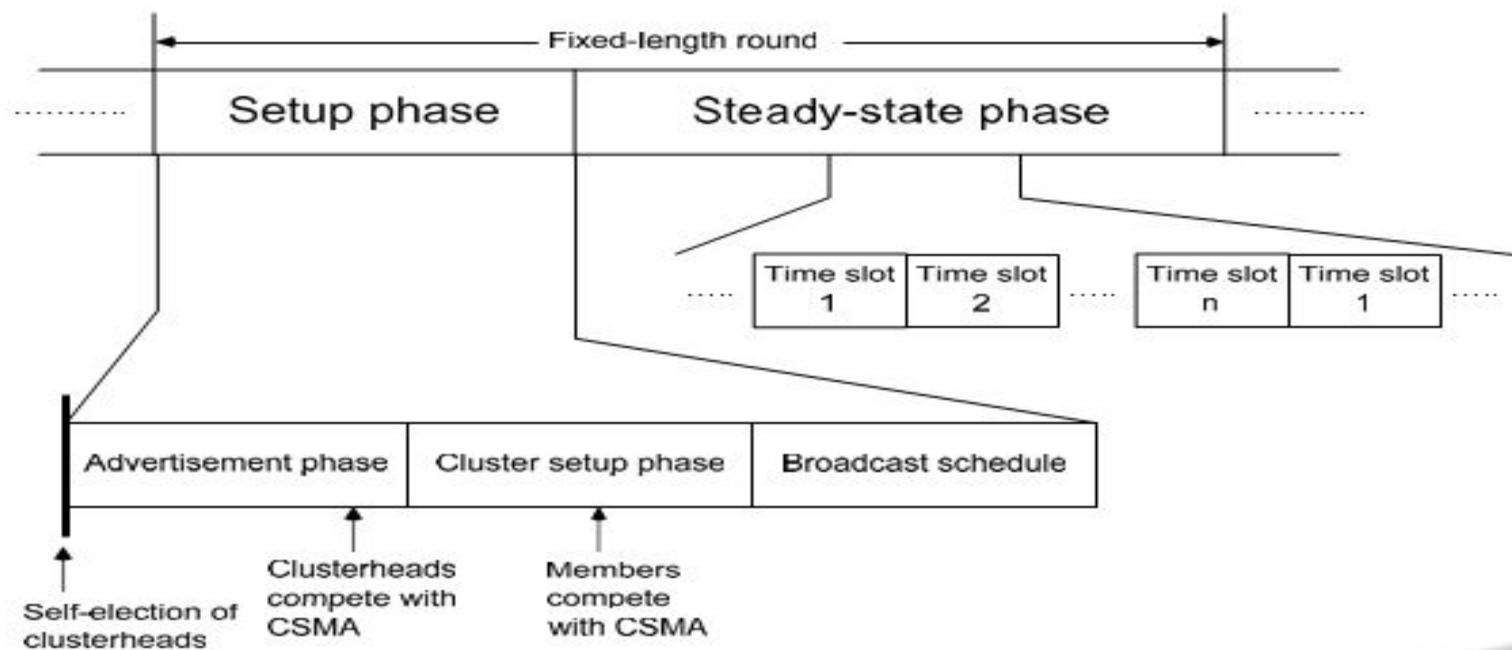 Fixed-length round
Setup phase
Steady-state phase
Time slot
1
Time slot
2
Time slot
n
Time slot
1
Advertisement phase
Cluster setup phase
Broadcast schedule
Self-election of
clusterheads
Clusterheads
compete with
CSMA
Members
compete
with CSMA